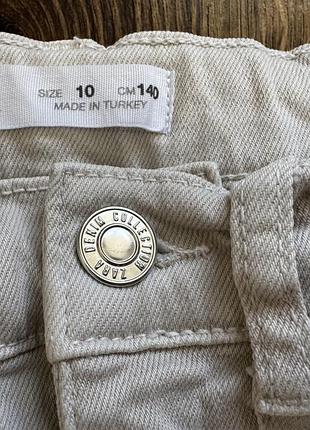 SIZE 10 CM 140
MADE IN TURKEY
ZARA DENIM COLLECTION